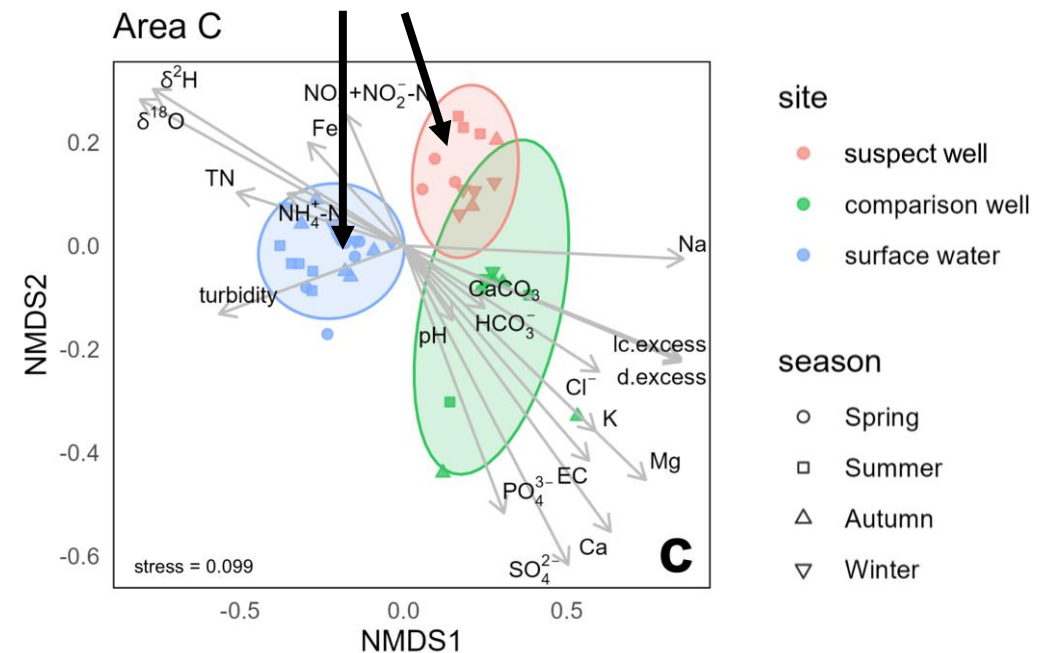 Area C
δ²H
δ¹⁸O
NO +NO₂⁻-N
Fe
TN
NH₄⁺-N
turbidity
Na
CaCO₃
HCO₃⁻
pH
lc.excess
d.excess
Cl⁻
K
Mg
EC
PO₄³⁻
Ca
SO₄²⁻
stress = 0.099
C
0.2
0.0
-0.2
-0.4
-0.6
-0.5
0.0
0.5
NMDS1
NMDS2
site
suspect well
comparison well
surface water
season
Spring
Summer
Autumn
Winter